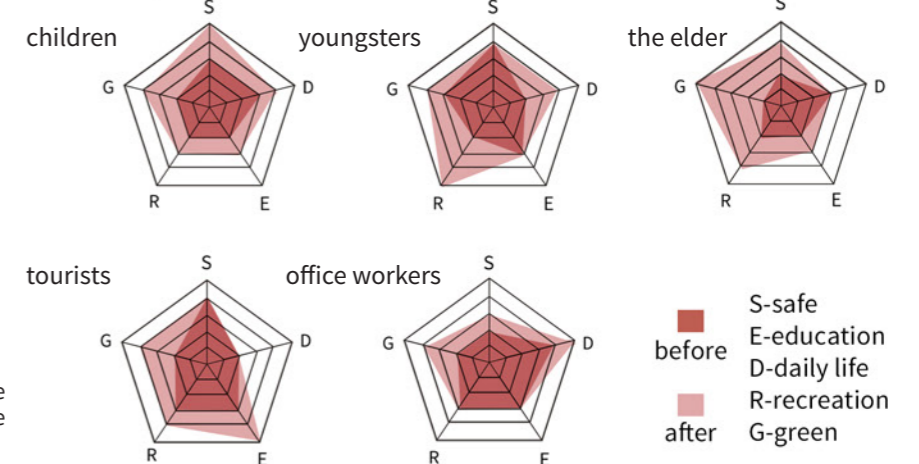 S
children
G
D
R
E
S
youngsters
G
D
R
E
S
the elder
G
D
R
E
S
tourists
G
D
R
E
S
office workers
G
D
R
E
before
after
S-safe
E-education
D-daily life
R-recreation
G-green
e
e